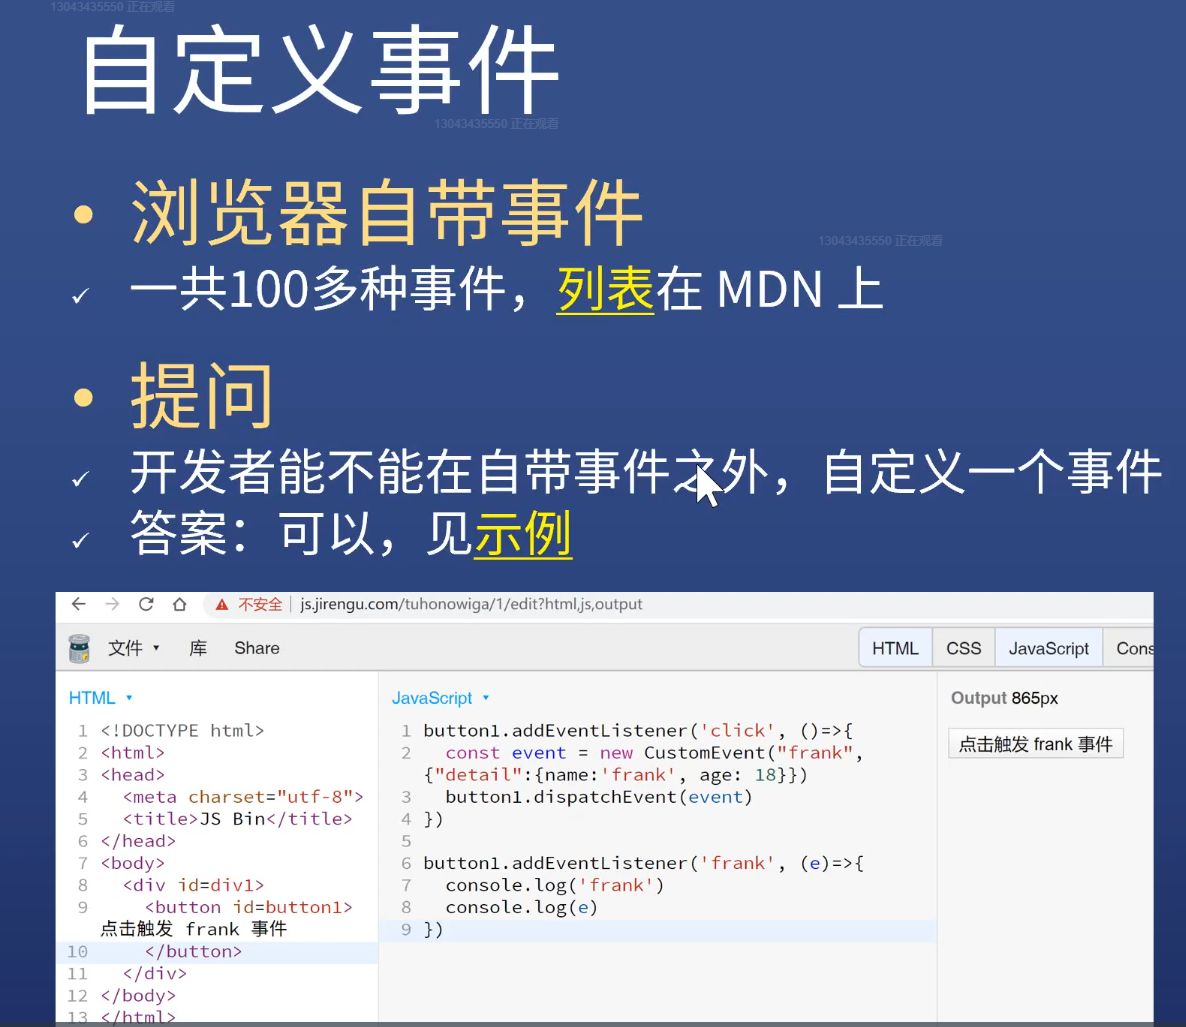 13043435550 正在观看
自定义事件
13043435550 正在观看
• 浏览器自带事件
13043435550 正在观看
✓ 一共100多种事件，列表在 MDN 上
• 提问
✓ 开发者能不能在自带事件之外，自定义一个事件
✓ 答案：可以，见示例
不安全 js.jirengu.com/tuhonowiga/1/edit?html,js,output
文件 库 Share HTML CSS JavaScript Cons
HTML
1 <!DOCTYPE html>
2 <html>
3 <head>
4 <meta charset="utf-8">
5 <title>JS Bin</title>
6 </head>
7 <body>
8 <div id=div1>
9 <button id=button1>
点击触发 frank 事件
10 </button>
11 </div>
12 </body>
13 </html>
JavaScript
1 button1.addEventListener('click', ()=>{
2 const event = new CustomEvent("frank",
{"detail":{name:'frank', age: 18}})
3 button1.dispatchEvent(event)
4 })
5
6 button1.addEventListener('frank', (e)=>{
7 console.log('frank')
8 console.log(e)
9 })
Output 865px
点击触发 frank 事件